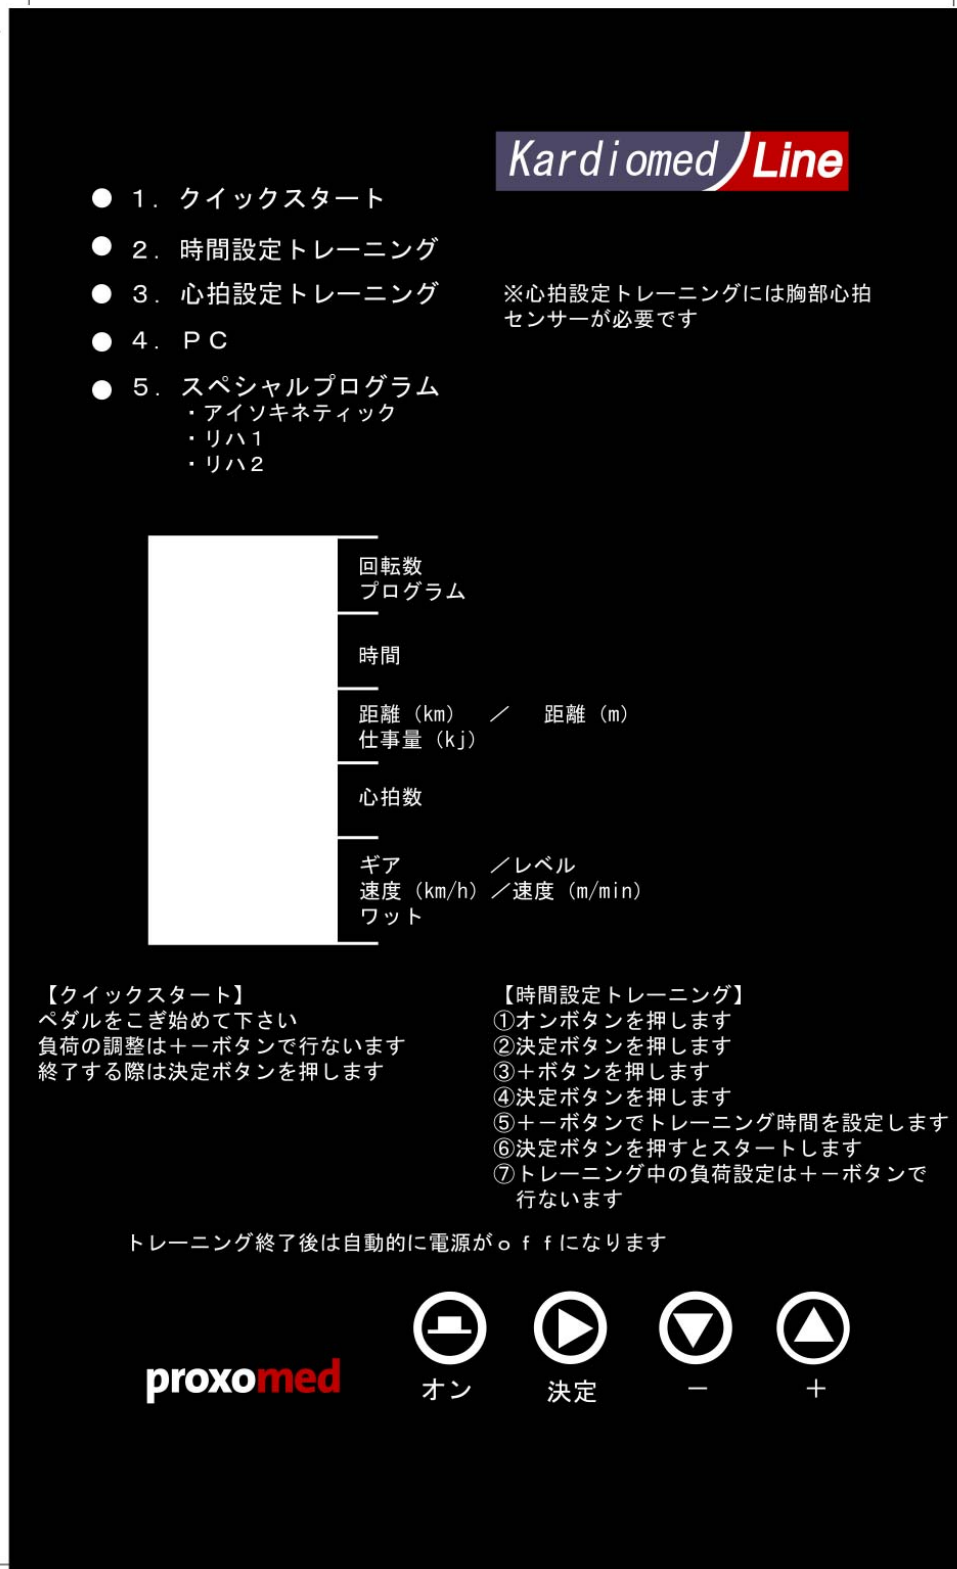 Kardiomed Line
● 1. クイックスタート
● 2. 時間設定トレーニング
● 3. 心拍設定トレーニング
※心拍設定トレーニングには胸部心拍
センサーが必要です
● 4. PC
● 5. スペシャルプログラム
・アイソキネティック
・リハ1
・リハ2
回転数
プログラム
時間
距離(km) / 距離(m)
仕事量(kj)
心拍数
ギア /レベル
速度(km/h)/速度(m/min)
ワット
【クイックスタート】
ペダルをこぎ始めて下さい
負荷の調整は+−ボタンで行ないます
終了する際は決定ボタンを押します
【時間設定トレーニング】
①オンボタンを押します
②決定ボタンを押します
③+ボタンを押します
④決定ボタンを押します
⑤+−ボタンでトレーニング時間を設定します
⑥決定ボタンを押すとスタートします
⑦トレーニング中の負荷設定は+−ボタンで
行ないます
トレーニング終了後は自動的に電源がoffになります
proxomed
オン 決定 − +